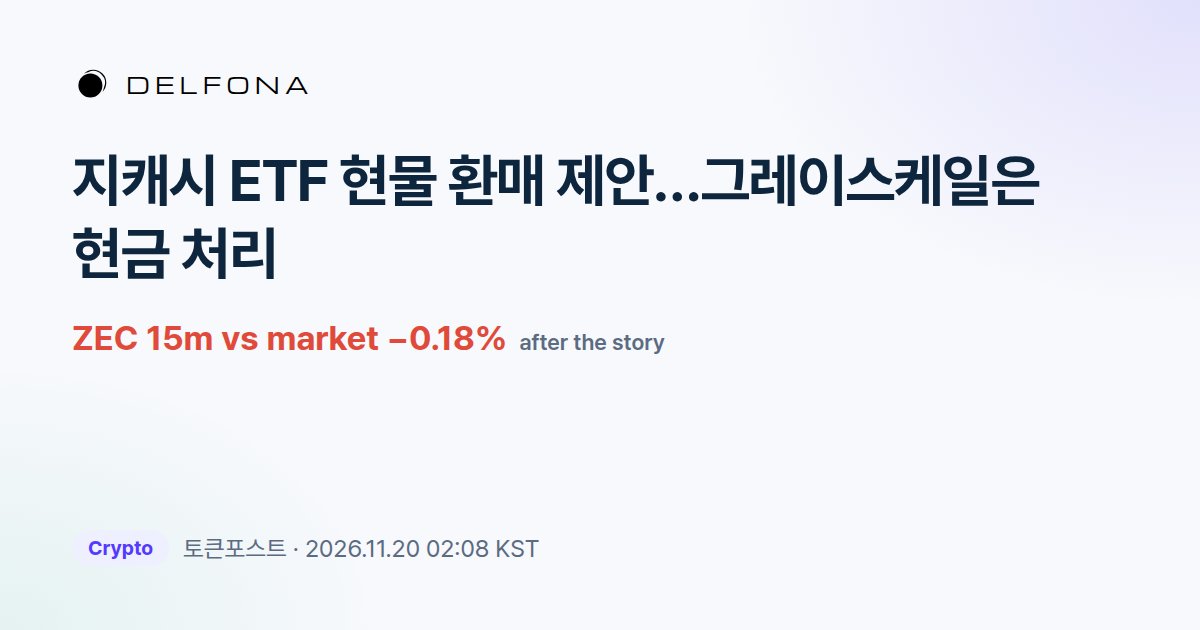 DELFONA
지캐시 ETF 현물 환매 제안…그레이스케일은
현금 처리
ZEC 15m vs market −0.18% after the story
Crypto 토큰포스트 · 2026.11.20 02:08 KST